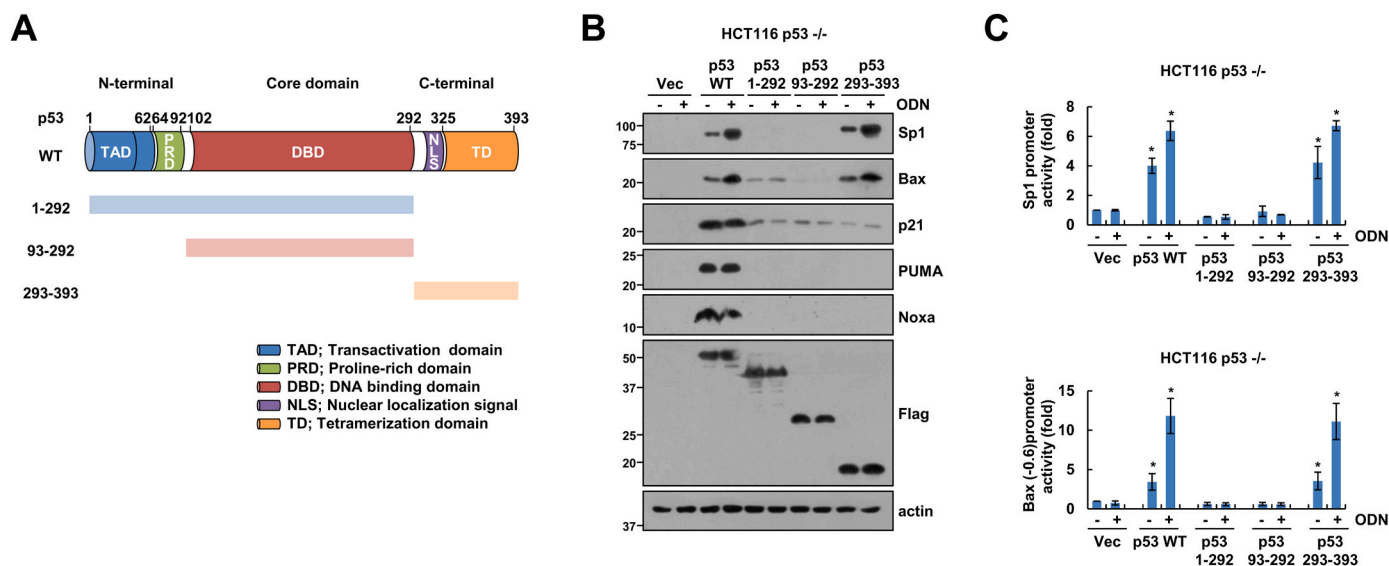 A
N-terminal Core domain C-terminal
p53 1 626492102 292 325 393
WT TAD PRD DBD NLS TD
1-292
93-292
293-393
TAD; Transactivation domain
PRD; Proline-rich domain
DBD; DNA binding domain
NLS; Nuclear localization signal
TD; Tetramerization domain
B
HCT116 p53 -/-
p53 p53 p53 p53
Vec WT 1-292 93-292 293-393
- + - + - + - + - + ODN
100
75
Sp1
20
Bax
20
p21
25
20
PUMA
10
Noxa
50
37
25
20
Flag
37
actin
C
HCT116 p53 -/-
Sp1 promoter
activity (fold)
8
6
4
2
0
* * * *
- + - + - + - + - + ODN
Vec p53 WT p53 p53 p53
1-292 93-292 293-393
HCT116 p53 -/-
Bax (-0.6)promoter
activity (fold)
15
10
5
0
* * * *
- + - + - + - + - + ODN
Vec p53 WT p53 p53 p53
1-292 93-292 293-393